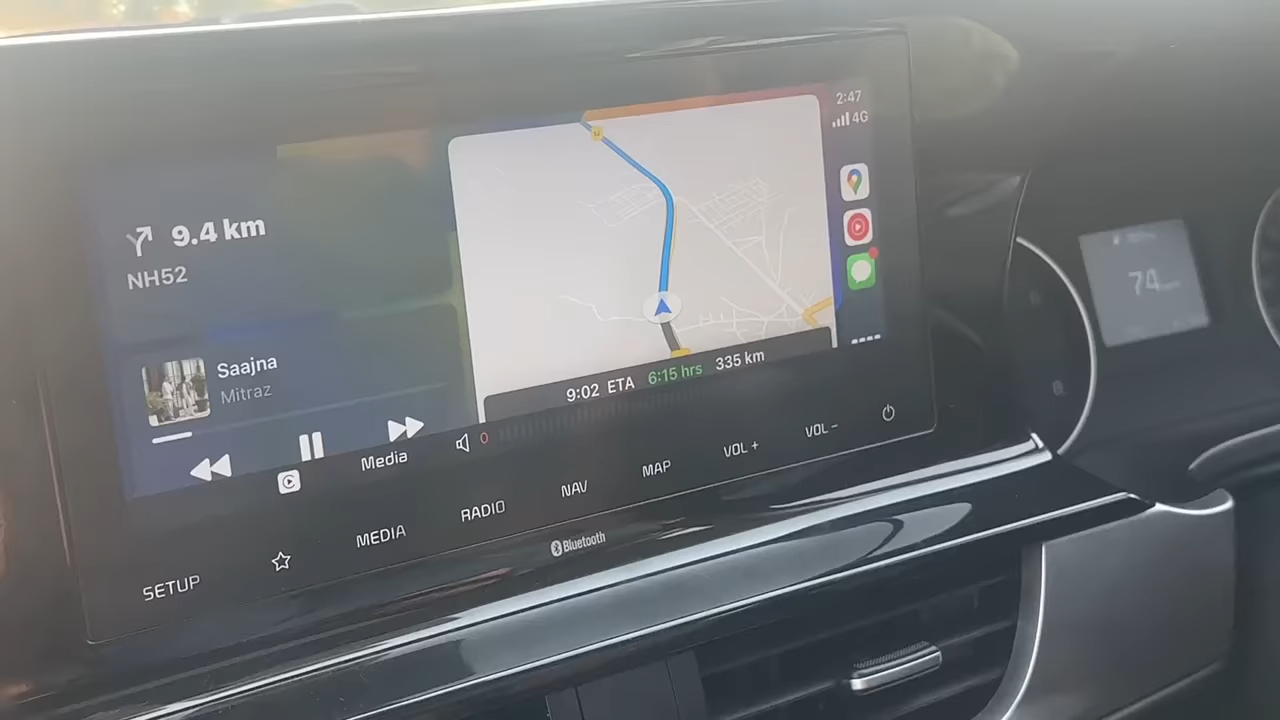 2:47
4G
9.4 km
NH52
Saajna
Mitraz
9:02 ETA 6:15 hrs 335 km
Media
0
SETUP
MEDIA
RADIO
NAV
MAP
VOL +
VOL -
Bluetooth
74